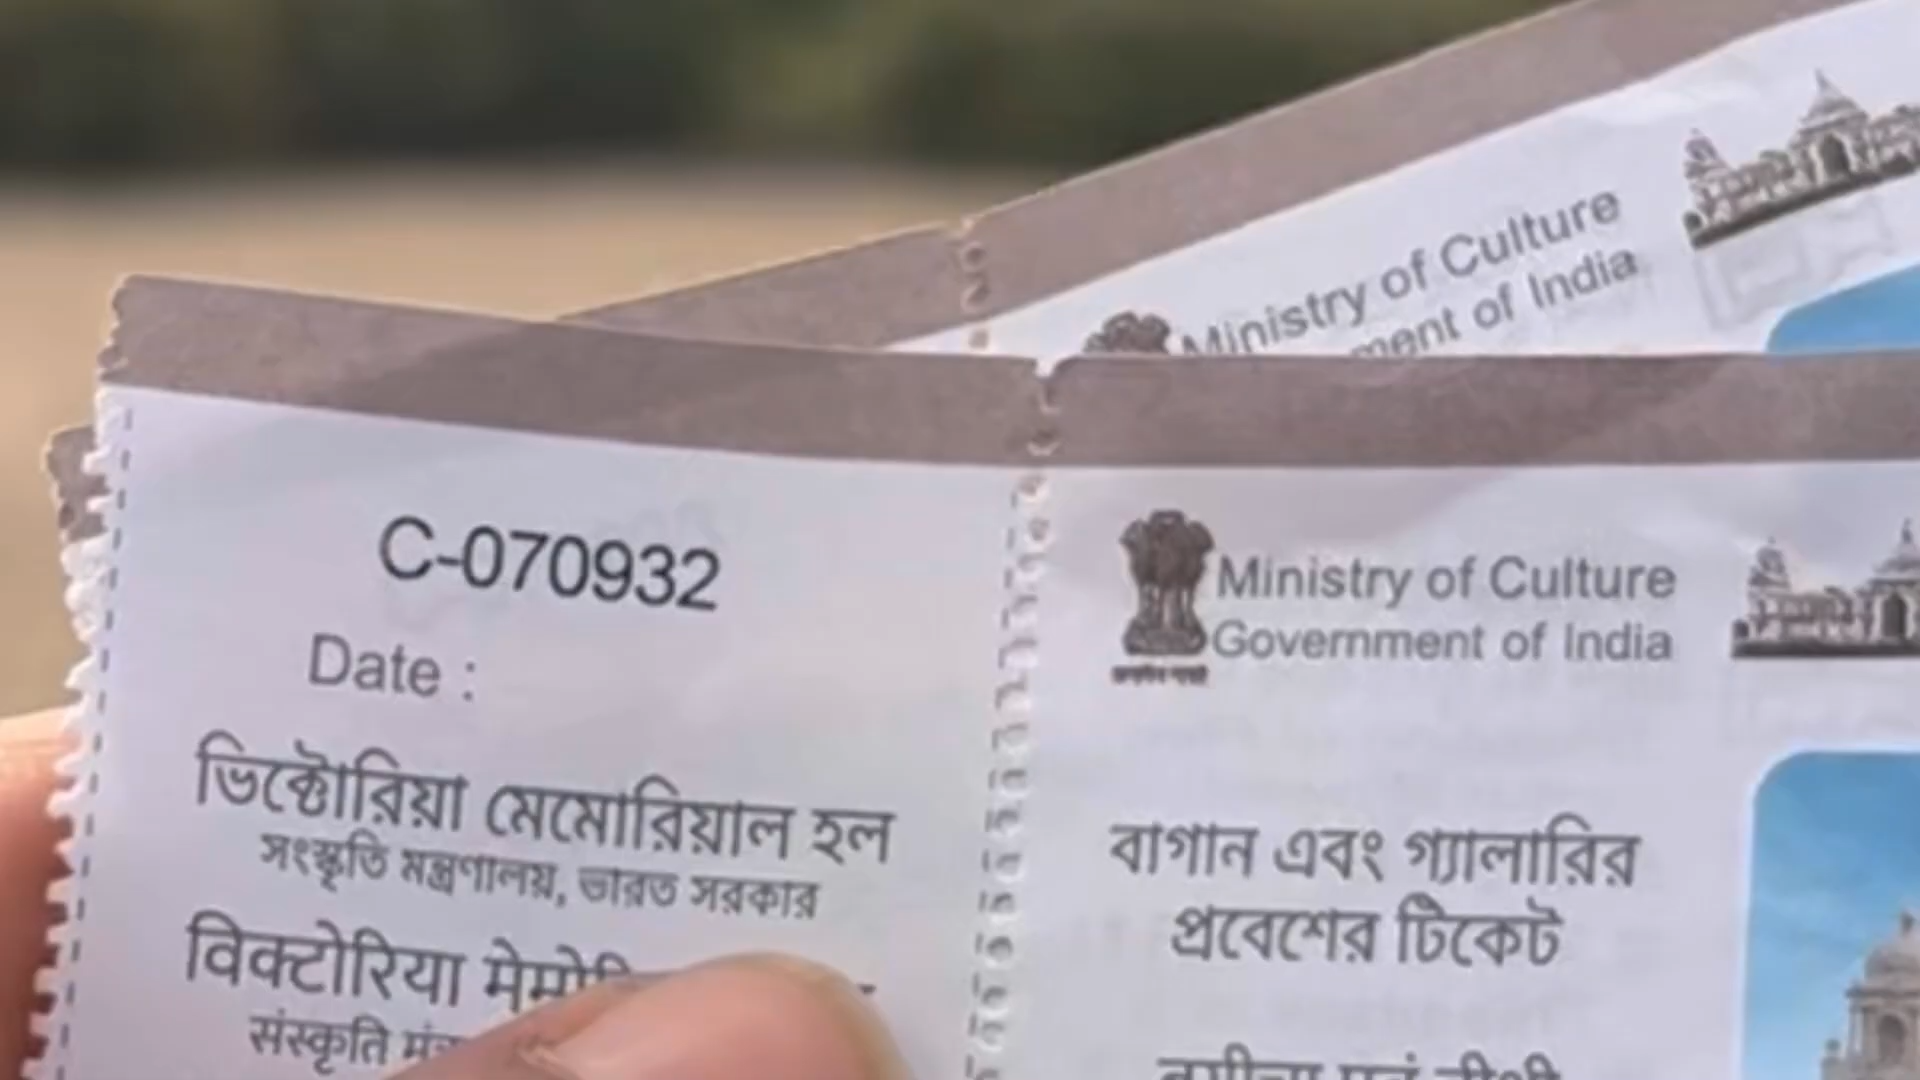 Ministry of Culture
of India
C-070932
Date :
ভিক্টোরিয়া মেমোরিয়াল হল
সংস্কৃতি মন্ত্রণালয়, ভারত সরকার
विक्टोरिया
संस्कृति
Ministry of Culture
Government of India
বাগান এবং গ্যালারির
প্রবেশের টিকেট